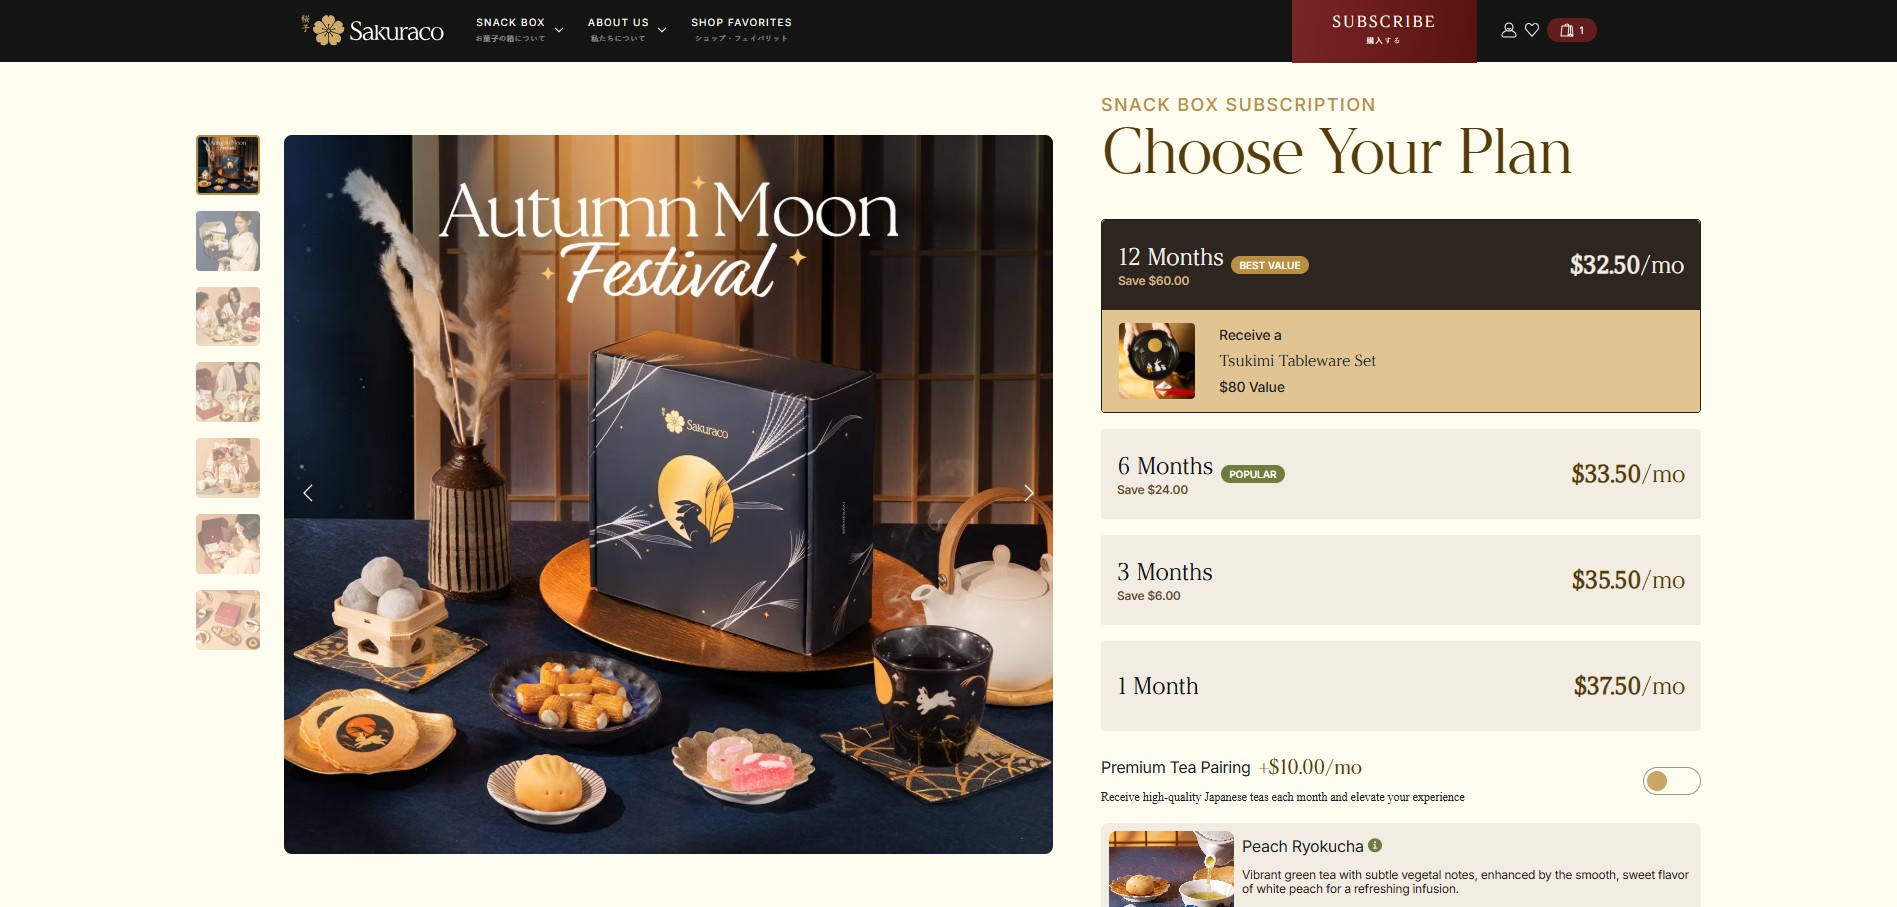 桜子
Sakuraco
SNACK BOX
お菓子の箱について
ABOUT US
私たちについて
SHOP FAVORITES
ショップ・フェイバリット
SUBSCRIBE
購入する
1
Autumn Moon
Festival
Sakuraco
SNACK BOX SUBSCRIPTION
Choose Your Plan
12 Months BEST VALUE
Save $60.00
$32.50/mo
Receive a
Tsukimi Tableware Set
$80 Value
6 Months POPULAR
Save $24.00
$33.50/mo
3 Months
Save $6.00
$35.50/mo
1 Month
$37.50/mo
Premium Tea Pairing +$10.00/mo
Receive high-quality Japanese teas each month and elevate your experience
Peach Ryokucha
Vibrant green tea with subtle vegetal notes, enhanced by the smooth, sweet flavor
of white peach for a refreshing infusion.